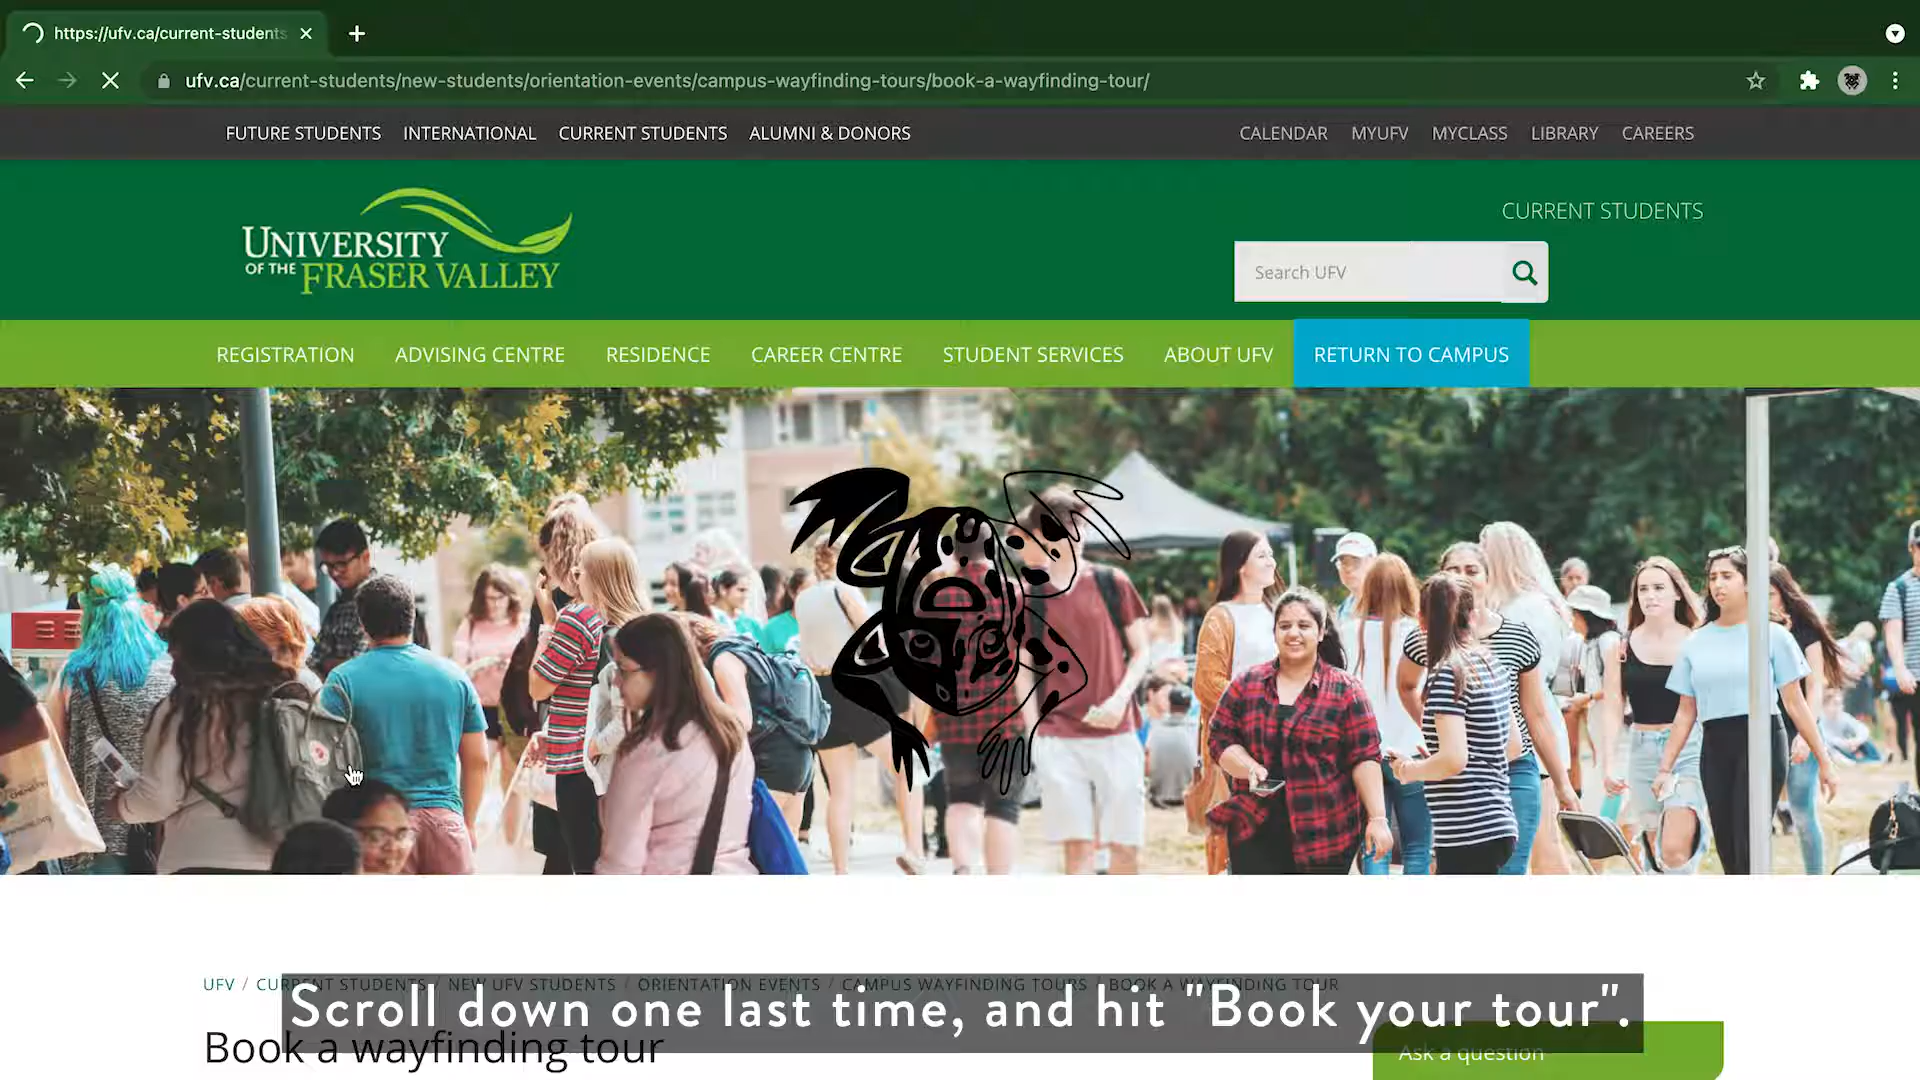 https://ufv.ca/current-students
ufv.ca/current-students/new-students/orientation-events/campus-wayfinding-tours/book-a-wayfinding-tour/
FUTURE STUDENTS INTERNATIONAL CURRENT STUDENTS ALUMNI & DONORS CALENDAR MYUFV MYCLASS LIBRARY CAREERS
UNIVERSITY
OF THE FRASER VALLEY
CURRENT STUDENTS
Search UFV
REGISTRATION ADVISING CENTRE RESIDENCE CAREER CENTRE STUDENT SERVICES ABOUT UFV RETURN TO CAMPUS
UFV / CURRENT STUDENTS / NEW UFV STUDENTS / ORIENTATION EVENTS / CAMPUS WAYFINDING TOURS / BOOK A WAYFINDING TOUR
Scroll down one last time, and hit "Book your tour".
Book a wayfinding tour
Ask a question